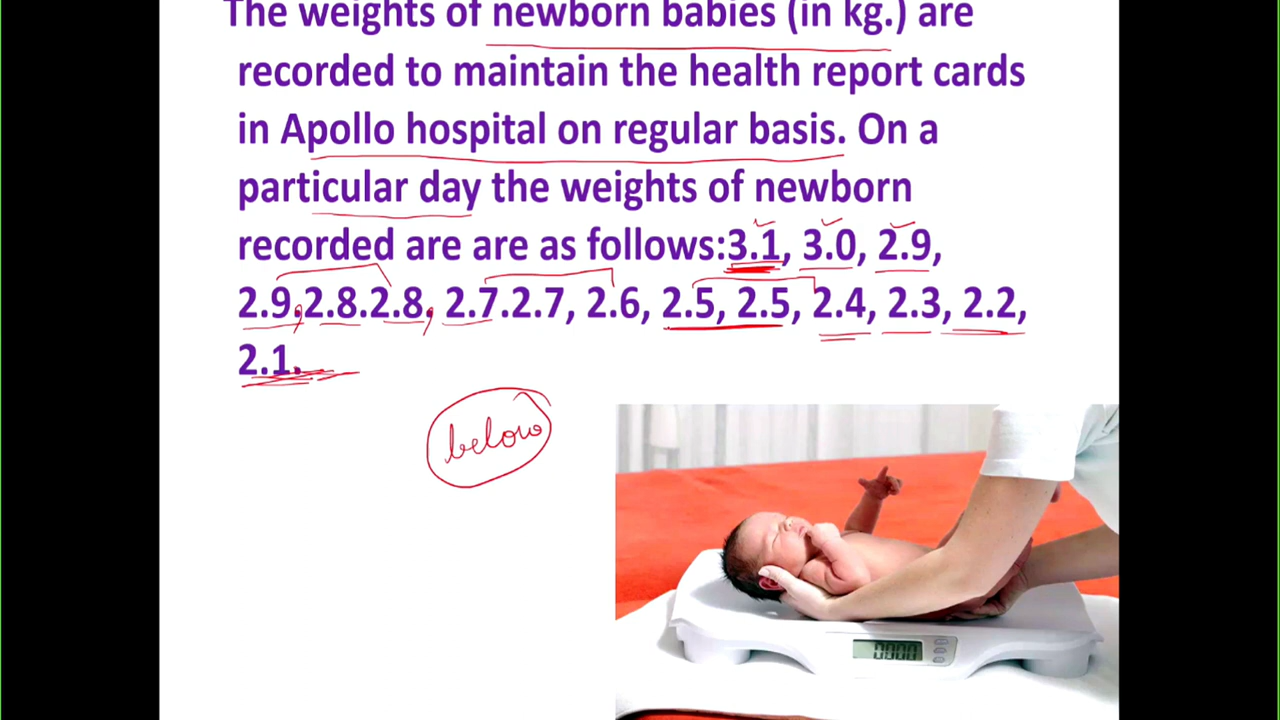 The weights of newborn babies (in kg.) are
recorded to maintain the health report cards
in Apollo hospital on regular basis. On a
particular day the weights of newborn
recorded are are as follows:3.1, 3.0, 2.9,
2.9,2.8.2.8, 2.7.2.7, 2.6, 2.5, 2.5, 2.4, 2.3, 2.2,
2.1.
below
0000